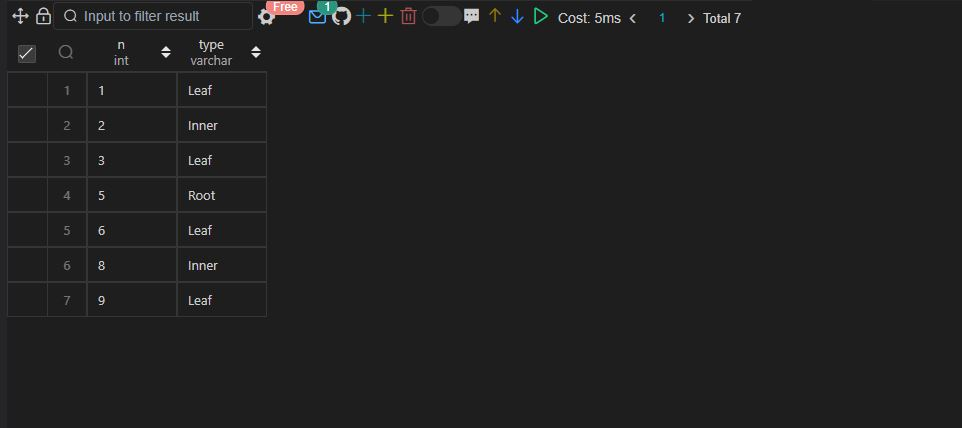 Input to filter result Free 1 Cost: 5ms 1 Total 7
n type
int varchar
1 1 Leaf
2 2 Inner
3 3 Leaf
4 5 Root
5 6 Leaf
6 8 Inner
7 9 Leaf